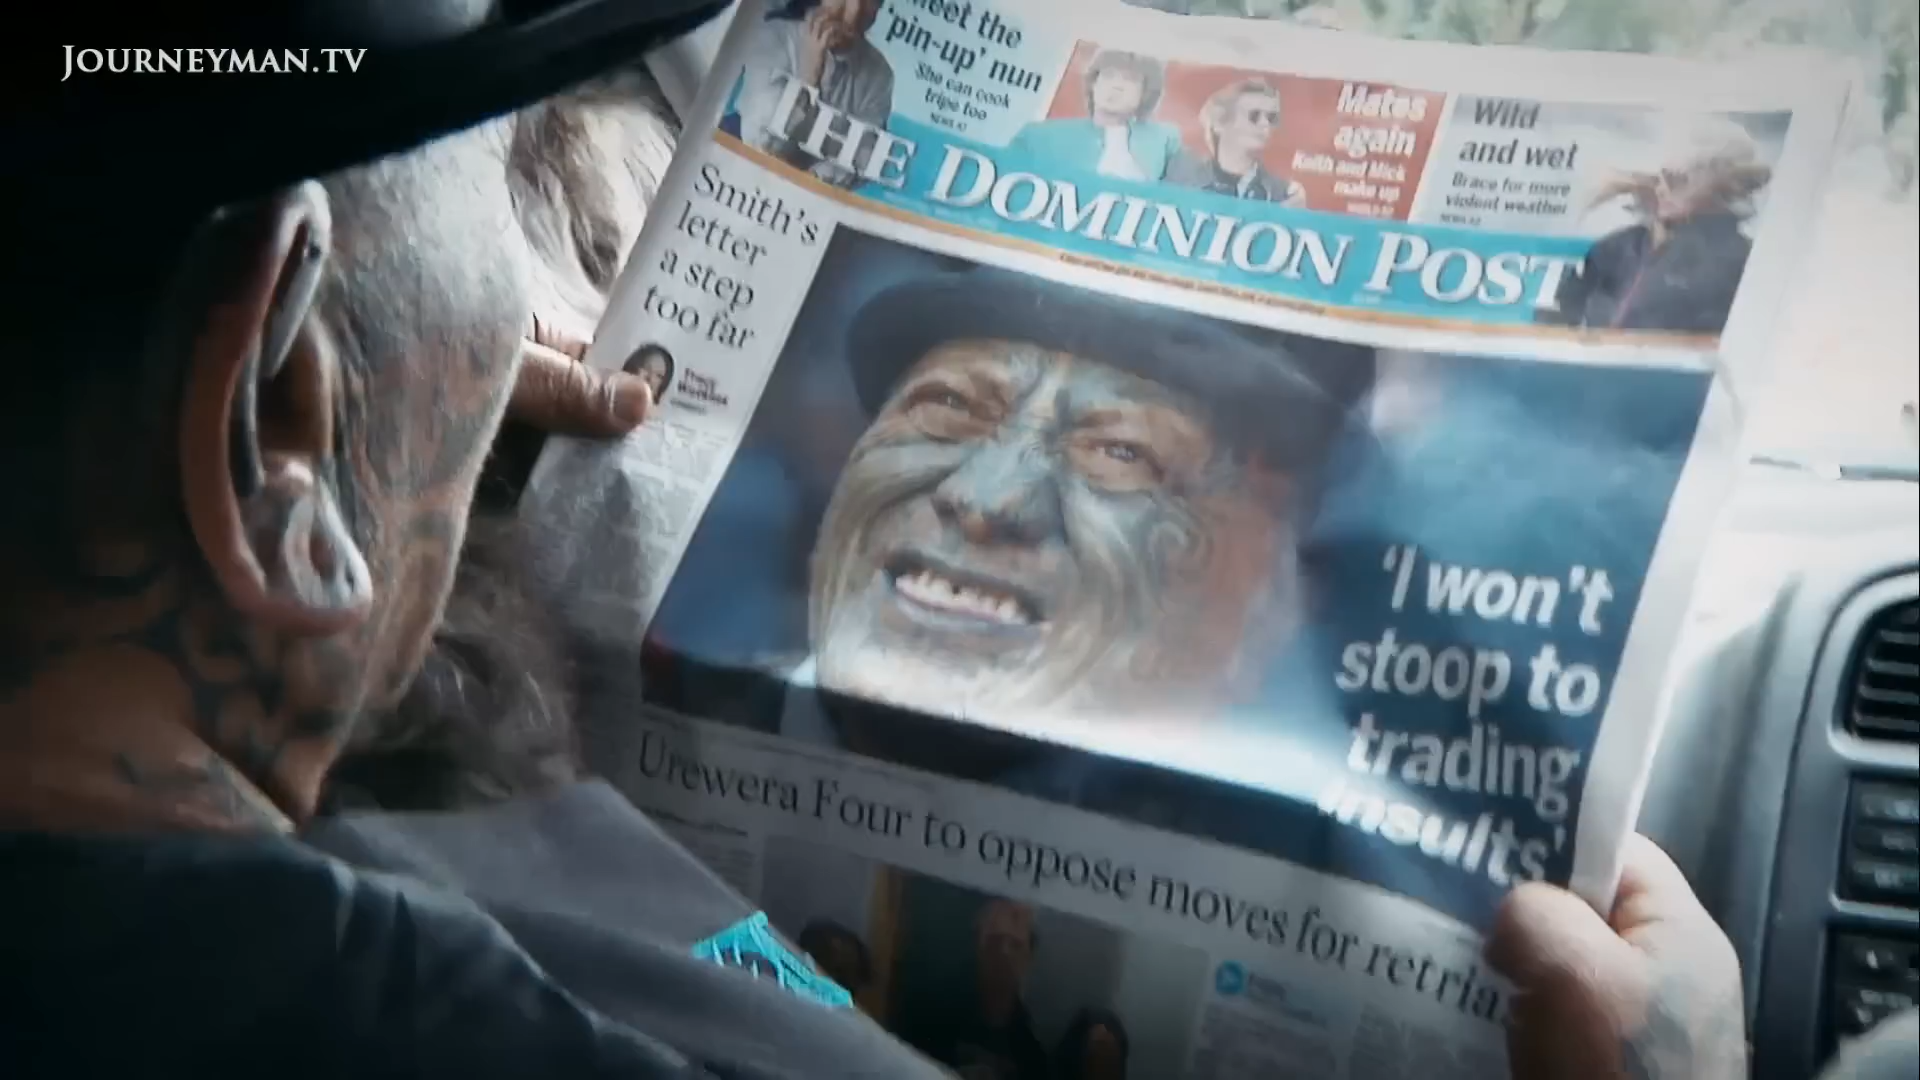 JOURNEYMAN.TV
Meet the
'pin-up' nun
She can cook
tripe too
Mates
again
Keith and Mick
make up
Wild
and wet
Brace for more
violent weather
THE DOMINION POST
Smith's
letter
a step
too far
'I won't
stoop to
trading
insults'
Urewera Four to oppose moves for retria